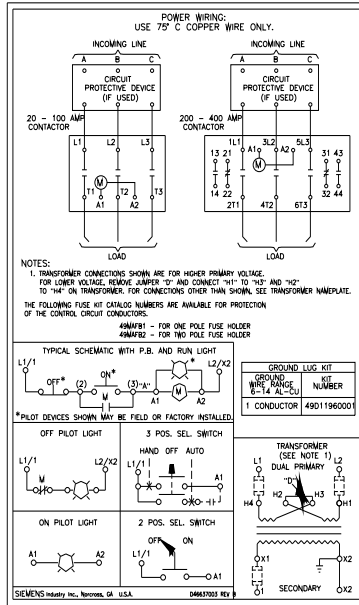 POWER WIRING:
USE 75° C COPPER WIRE ONLY.
INCOMING LINE
A B C
CIRCUIT
PROTECTIVE DEVICE
(IF USED)
20 - 100 AMP
CONTACTOR
L1 L2 L3
M
T1 T2 T3
A1 A2
LOAD
INCOMING LINE
A B C
CIRCUIT
PROTECTIVE DEVICE
(IF USED)
200 - 400 AMP
CONTACTOR
1L1 3L2 5L3
13 21 A1 A2 31 43
M
14 22 32 44
2T1 4T2 6T3
LOAD
NOTES:
1. TRANSFORMER CONNECTIONS SHOWN ARE FOR HIGHER PRIMARY VOLTAGE.
FOR LOWER VOLTAGE, REMOVE JUMPER "D" AND CONNECT "H1" TO "H3" AND "H2"
TO "H4" ON TRANSFORMER. FOR CONNECTIONS OTHER THAN SHOWN, SEE TRANSFORMER NAMEPLATE.
THE FOLLOWING FUSE KIT CATALOG NUMBERS ARE AVAILABLE FOR PROTECTION
OF THE CONTROL CIRCUIT CONDUCTORS.
49MAFB1 - FOR ONE POLE FUSE HOLDER
49MAFB2 - FOR TWO POLE FUSE HOLDER
TYPICAL SCHEMATIC WITH P.B. AND RUN LIGHT
L1/1 L2/X2
OFF* (2) ON* (3)"A" A1 M A2
M
*PILOT DEVICES SHOWN MAY BE FIELD OR FACTORY INSTALLED.
GROUND LUG KIT
GROUND
WIRE RANGE
6-14 AL-CU
KIT
NUMBER
1 CONDUCTOR 49D11960001
OFF PILOT LIGHT
L1/1 L2/X2
M
3 POS. SEL. SWITCH
HAND OFF AUTO
L1/1
A1
TRANSFORMER
(SEE NOTE 1)
L1 DUAL PRIMARY L2
"D"
H4 H2 H3 H1
X1 X2
1 SECONDARY X2
ON PILOT LIGHT
A1 A2
2 POS. SEL. SWITCH
OFF ON
L1/1
A1
SIEMENS Industry Inc., Norcross, GA U.S.A. D46637003 REV B